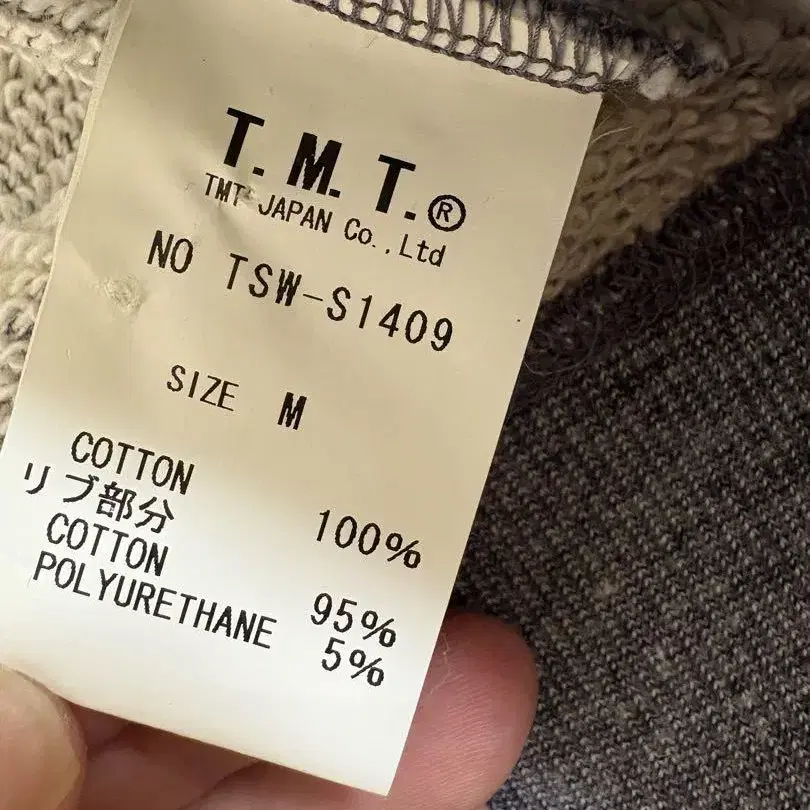 T.M.T.®
TMT JAPAN Co.,Ltd
NO TSW-S1409
SIZE M
COTTON 100%
リブ部分
COTTON 95%
POLYURETHANE 5%